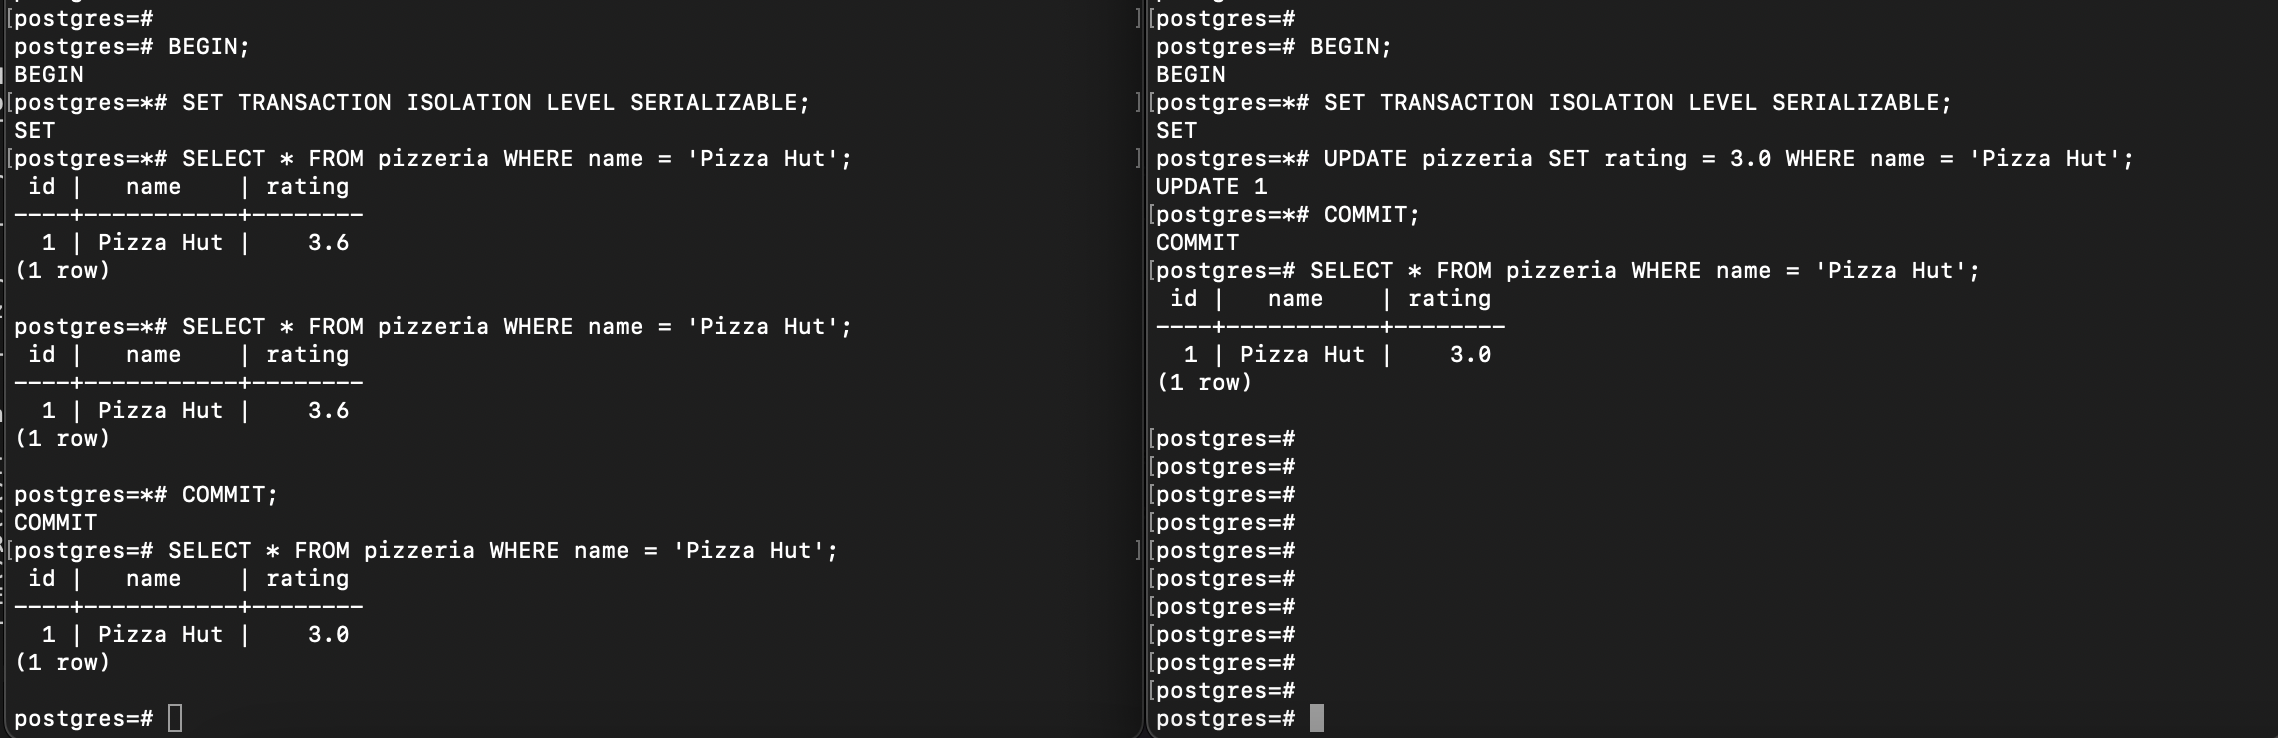 [postgres=#
postgres=# BEGIN;
BEGIN
[postgres=*# SET TRANSACTION ISOLATION LEVEL SERIALIZABLE;
SET
[postgres=*# SELECT * FROM pizzeria WHERE name = 'Pizza Hut';
 id |   name    | rating
----+-----------+--------
  1 | Pizza Hut |    3.6
(1 row)

postgres=*# SELECT * FROM pizzeria WHERE name = 'Pizza Hut';
 id |   name    | rating
----+-----------+--------
  1 | Pizza Hut |    3.6
(1 row)

postgres=*# COMMIT;
COMMIT
[postgres=# SELECT * FROM pizzeria WHERE name = 'Pizza Hut';
 id |   name    | rating
----+-----------+--------
  1 | Pizza Hut |    3.0
(1 row)

postgres=#
[postgres=#
postgres=# BEGIN;
BEGIN
[postgres=*# SET TRANSACTION ISOLATION LEVEL SERIALIZABLE;
SET
postgres=*# UPDATE pizzeria SET rating = 3.0 WHERE name = 'Pizza Hut';
UPDATE 1
[postgres=*# COMMIT;
COMMIT
[postgres=# SELECT * FROM pizzeria WHERE name = 'Pizza Hut';
 id |   name    | rating
----+-----------+--------
  1 | Pizza Hut |    3.0
(1 row)

[postgres=#
[postgres=#
[postgres=#
[postgres=#
[postgres=#
[postgres=#
[postgres=#
[postgres=#
[postgres=#
[postgres=#
postgres=#